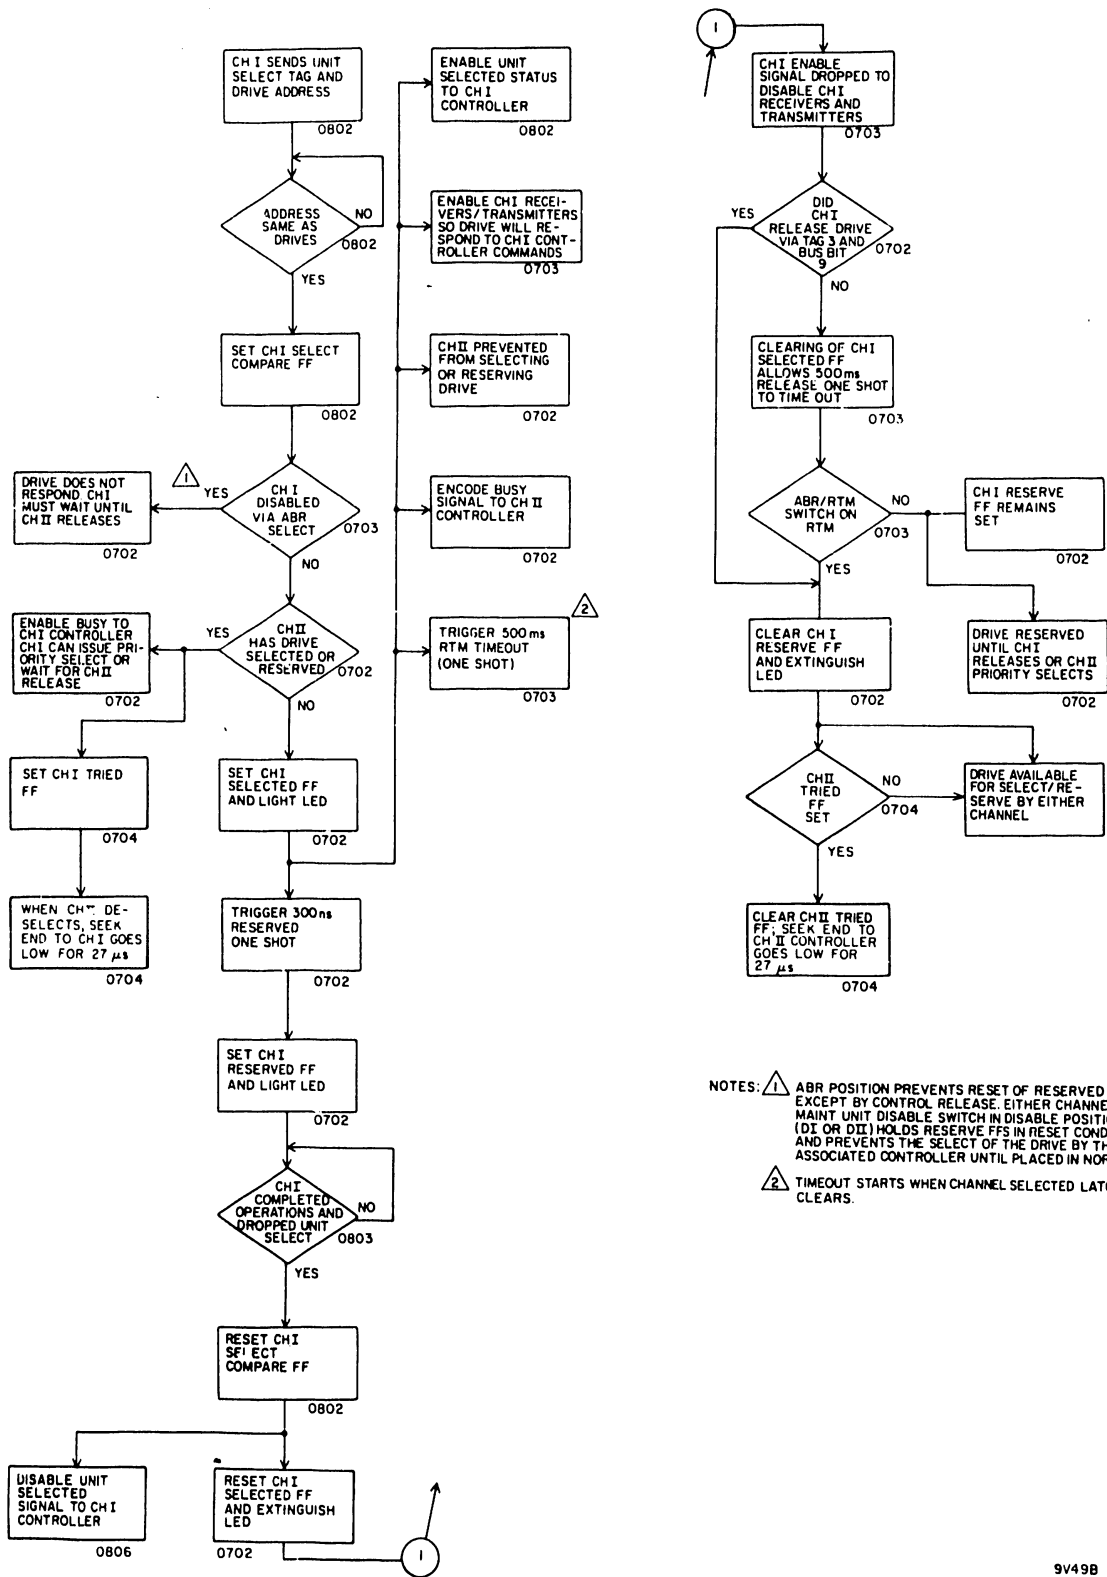 CH I SENDS UNIT
SELECT TAG AND
DRIVE ADDRESS
0802
ADDRESS
SAME AS
DRIVES
NO
0802
YES
SET CH I SELECT
COMPARE FF
0802
1
DRIVE DOES NOT
RESPOND. CH I
MUST WAIT UNTIL
CH II RELEASES
0702
YES
CH I
DISABLED
VIA ABR
SELECT
0703
NO
ENABLE BUSY TO
CH I CONTROLLER
CH I CAN ISSUE PRI-
ORITY SELECT OR
WAIT FOR CH II
RELEASE
0702
YES
CH II
HAS DRIVE
SELECTED OR
RESERVED
0702
NO
SET CH I TRIED
FF
0704
SET CH I
SELECTED FF
AND LIGHT LED
0702
WHEN CH II DE-
SELECTS, SEEK
END TO CH I GOES
LOW FOR 27 μs
0704
TRIGGER 300ns
RESERVED
ONE SHOT
0702
SET CH I
RESERVED FF
AND LIGHT LED
0702
CH I
COMPLETED
OPERATIONS AND
DROPPED UNIT
SELECT
NO
0803
YES
RESET CH I
SELECT
COMPARE FF
0802
DISABLE UNIT
SELECTED
SIGNAL TO CH I
CONTROLLER
0806
RESET CH I
SELECTED FF
AND EXTINGUISH
LED
0702
1
ENABLE UNIT
SELECTED STATUS
TO CH I
CONTROLLER
0802
ENABLE CH I RECEI-
VERS/TRANSMITTERS
SO DRIVE WILL RE-
SPOND TO CH I CONT-
ROLLER COMMANDS
0703
CH II PREVENTED
FROM SELECTING
OR RESERVING
DRIVE
0702
ENCODE BUSY
SIGNAL TO CH II
CONTROLLER
0702
2
TRIGGER 500 ms
RTM TIMEOUT
(ONE SHOT)
0703
1
CH I ENABLE
SIGNAL DROPPED TO
DISABLE CH I
RECEIVERS AND
TRANSMITTERS
0703
YES
DID
CH I
RELEASE DRIVE
VIA TAG 3 AND
BUS BIT
9
0702
NO
CLEARING OF CH I
SELECTED FF
ALLOWS 500 ms
RELEASE ONE SHOT
TO TIME OUT
0703
ABR/RTM
SWITCH ON
RTM
NO
0703
YES
CH I RESERVE
FF REMAINS
SET
0702
CLEAR CH I
RESERVE FF
AND EXTINGUISH
LED
0702
DRIVE RESERVED
UNTIL CH I
RELEASES OR CH II
PRIORITY SELECTS
0702
CH II
TRIED
FF
SET
NO
0704
YES
DRIVE AVAILABLE
FOR SELECT/RE-
SERVE BY EITHER
CHANNEL
CLEAR CH II TRIED
FF; SEEK END TO
CH II CONTROLLER
GOES LOW FOR
27 μs
0704
NOTES: 1 ABR POSITION PREVENTS RESET OF RESERVED
EXCEPT BY CONTROL RELEASE. EITHER CHANNE
MAINT UNIT DISABLE SWITCH IN DISABLE POSITI
(DI OR DII) HOLDS RESERVE FFS IN RESET COND
AND PREVENTS THE SELECT OF THE DRIVE BY TH
ASSOCIATED CONTROLLER UNTIL PLACED IN NOR
2 TIMEOUT STARTS WHEN CHANNEL SELECTED LAT
CLEARS.
9V49B